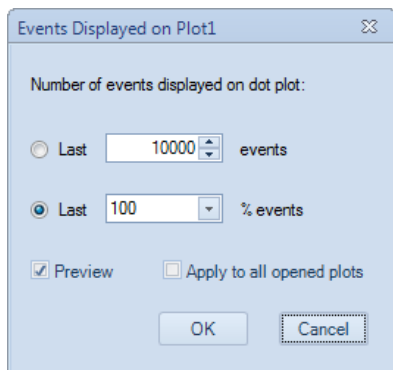 Events Displayed on Plot1
Number of events displayed on dot plot:
Last 10000 events
Last 100 % events
Preview Apply to all opened plots
OK Cancel